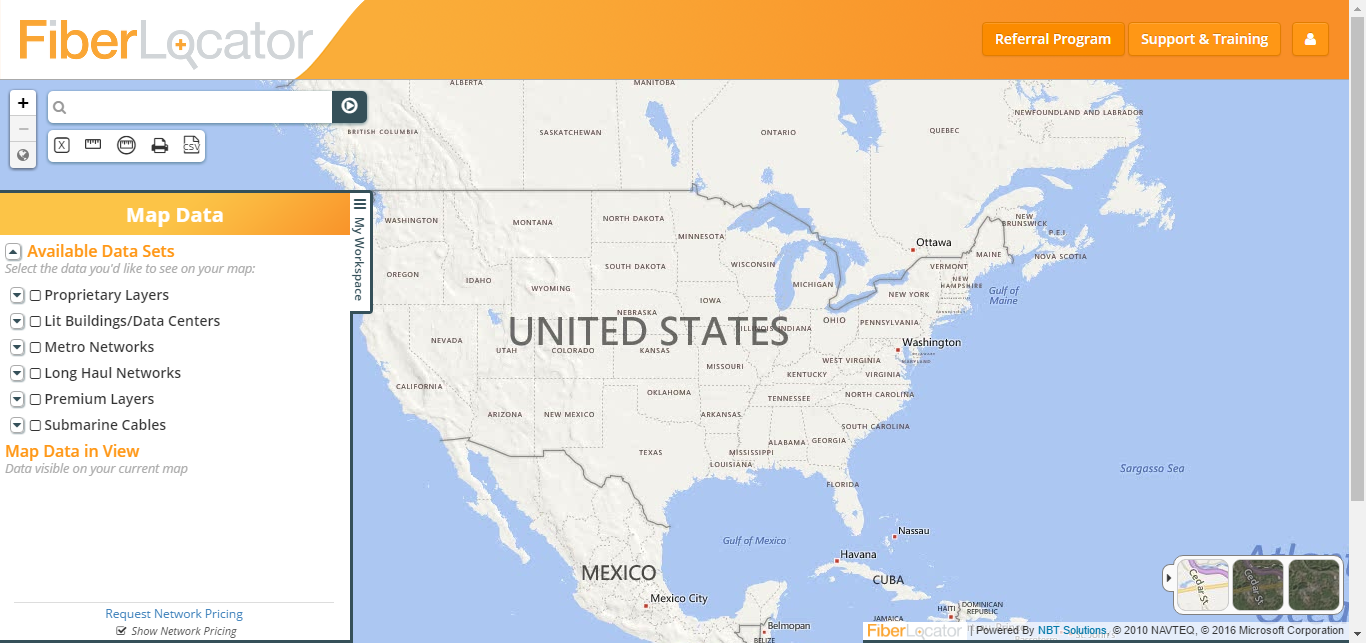 FiberLocator
Referral Program
Support & Training
+
−
X
CSV
Map Data
My Workspace
Available Data Sets
Select the data you'd like to see on your map:
Proprietary Layers
Lit Buildings/Data Centers
Metro Networks
Long Haul Networks
Premium Layers
Submarine Cables
Map Data in View
Data visible on your current map
Request Network Pricing
Show Network Pricing
ALBERTA
MANITOBA
BRITISH COLUMBIA
SASKATCHEWAN
ONTARIO
QUEBEC
NEWFOUNDLAND AND LABRADOR
WASHINGTON
MONTANA
NORTH DAKOTA
MINNESOTA
NEW
BRUNSWICK
P.E.I.
NOVA SCOTIA
Ottawa
MAINE
OREGON
IDAHO
WYOMING
SOUTH DAKOTA
WISCONSIN
MICHIGAN
VERMONT
NEW
HAMPSHIRE
NEW YORK
Gulf of
Maine
IOWA
NEBRASKA
UNITED STATES
ILLINOIS
INDIANA
OHIO
PENNSYLVANIA
NEVADA
UTAH
COLORADO
KANSAS
Washington
MARYLAND
WEST VIRGINIA
MISSOURI
KENTUCKY
VIRGINIA
CALIFORNIA
OKLAHOMA
TENNESSEE
NORTH CAROLINA
ARIZONA
NEW MEXICO
ARKANSAS
SOUTH CAROLINA
ALABAMA
GEORGIA
TEXAS
MISSISSIPPI
LOUISIANA
FLORIDA
Sargasso Sea
Gulf of Mexico
Nassau
Havana
CUBA
MEXICO
Mexico City
HAITI
DOMINICAN
REPUBLIC
JAMAICA
Belmopan
BELIZE
Cedar St
Cedar St
FiberLocator | Powered By NBT Solutions, © 2010 NAVTEQ, © 2016 Microsoft Corporation